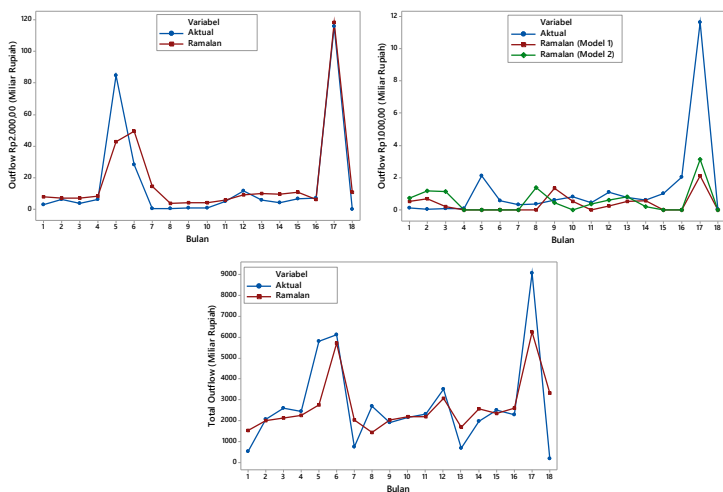 Outflow Rp2.000,00 (Miliar Rupiah)
120
100
80
60
40
20
0
Variabel
Aktual
Ramalan
1 2 3 4 5 6 7 8 9 10 11 12 13 14 15 16 17 18
Bulan
Outflow Rp1000,00 (Miliar Rupiah)
12
10
8
6
4
2
0
Variabel
Aktual
Ramalan (Model 1)
Ramalan (Model 2)
1 2 3 4 5 6 7 8 9 10 11 12 13 14 15 16 17 18
Bulan
Total Outflow (Miliar Rupiah)
9000
8000
7000
6000
5000
4000
3000
2000
1000
0
Variabel
Aktual
Ramalan
1 2 3 4 5 6 7 8 9 10 11 12 13 14 15 16 17 18
Bulan